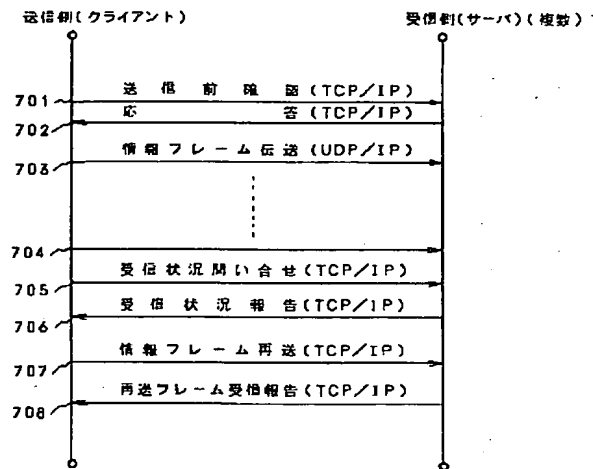 送信側(クライアント)
受信側(サーバ)(複数)
送信前確認(TCP/IP)
701
応答(TCP/IP)
702
情報フレーム伝送(UDP/IP)
703
704
受信状況問い合せ(TCP/IP)
705
受信状況報告(TCP/IP)
706
情報フレーム再送(TCP/IP)
707
再送フレーム受信報告(TCP/IP)
708